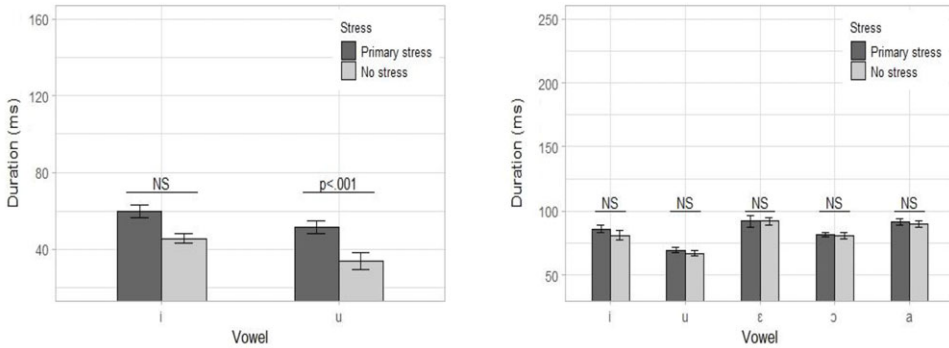 160
120
80
40
Duration (ms)
Stress
Primary stress
No stress
NS
p<.001
i
u
Vowel
250
200
150
100
75
50
Duration (ms)
Stress
Primary stress
No stress
NS
NS
NS
NS
NS
i
u
ɛ
ɔ
a
Vowel